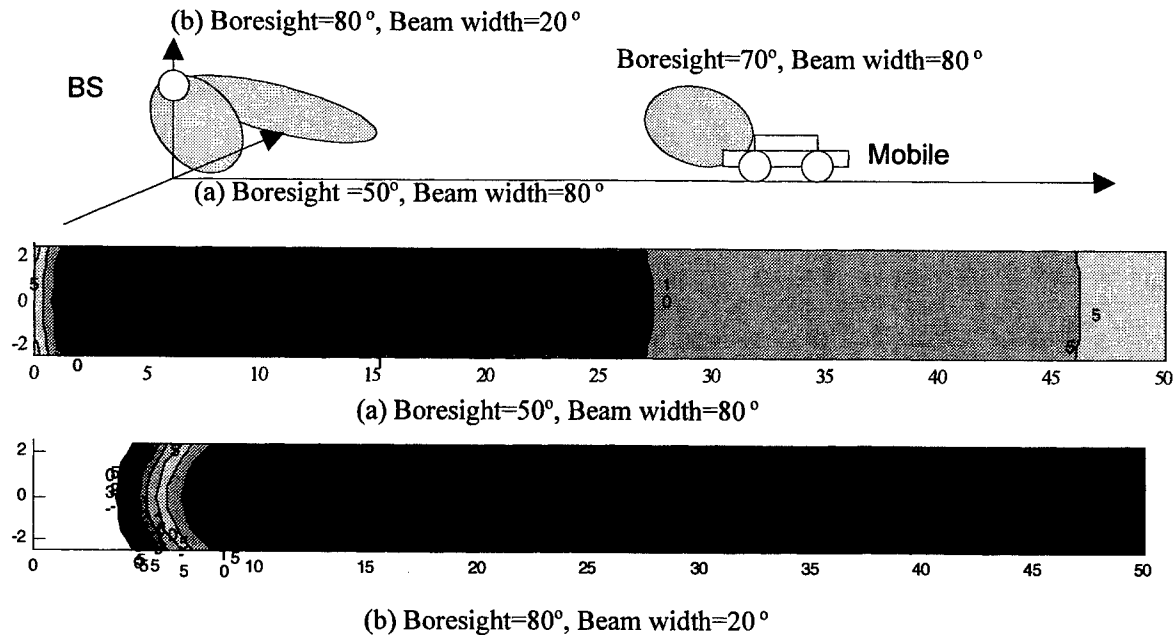 (b) Boresight=80°, Beam width=20°
Boresight=70°, Beam width=80°
BS
Mobile
(a) Boresight =50°, Beam width=80°
2
0
-2
5
1
0
5
5
0 0 5 10 15 20 25 30 35 40 45 50
(a) Boresight=50°, Beam width=80°
2
0
-2
0 10 15 20 25 30 35 40 45 50
(b) Boresight=80°, Beam width=20°